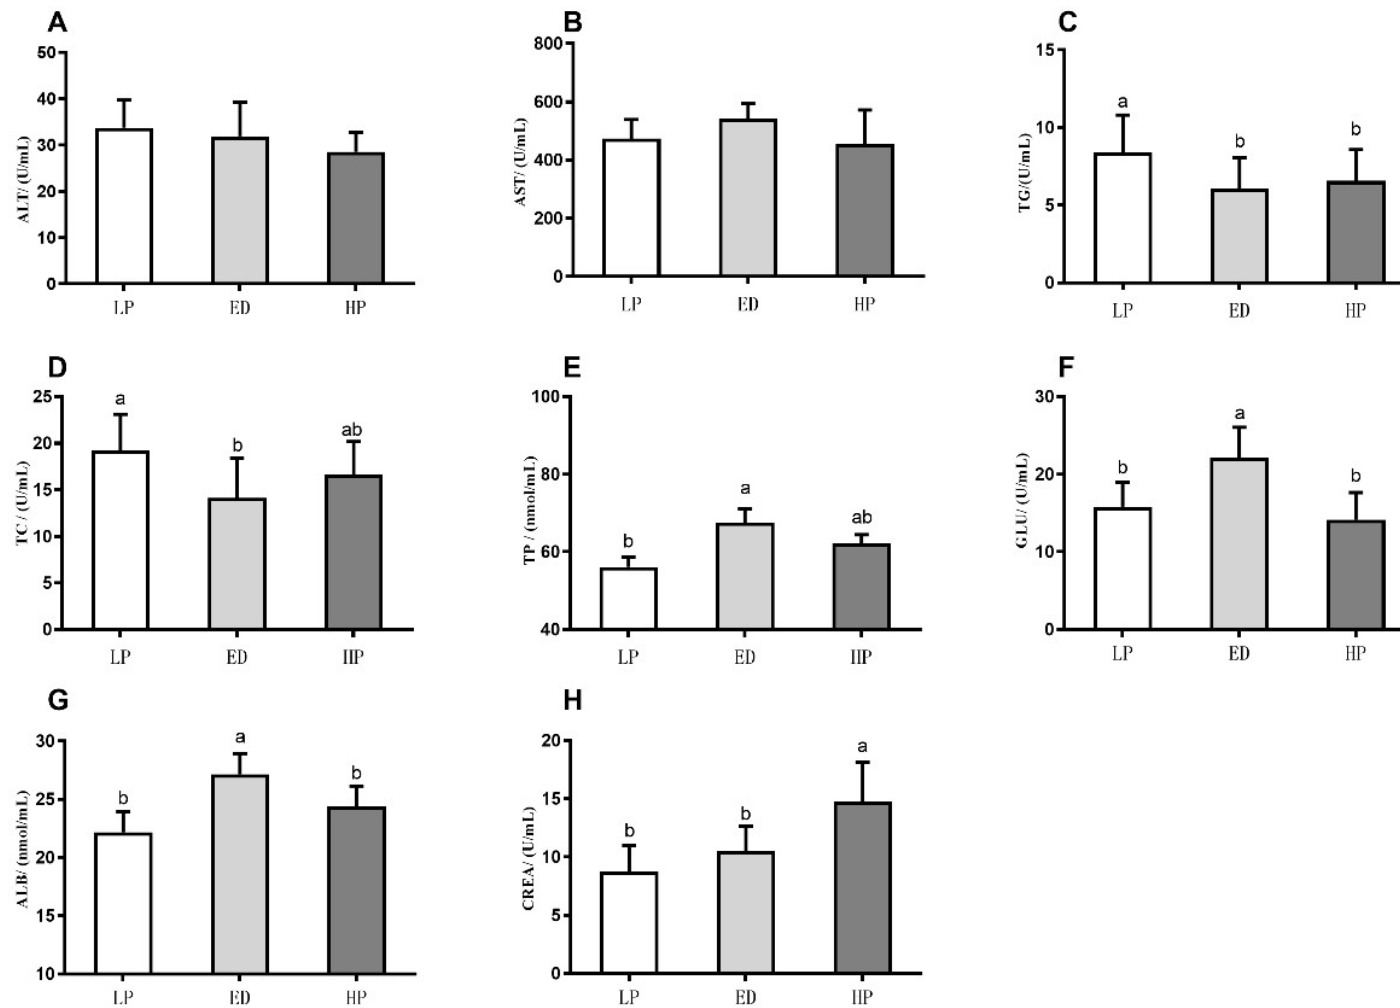 A
ALT/ (U/mL)
50
40
30
20
10
0
LP ED HP
B
AST/ (U/mL)
800
600
400
200
0
LP ED HP
C
TG/(U/mL)
15
10
5
0
a b b
LP ED HP
D
TC / (U/mL)
25
20
15
10
5
0
a b ab
LP ED IIP
E
TP / (nmol/mL)
100
80
60
40
b a ab
LP ED IIP
F
GLU/ (U/mL)
30
20
10
0
b a b
LP ED HP
G
ALB/ (nmol/mL)
30
25
20
15
10
b a b
LP ED HP
H
CREA/ (U/mL)
20
15
10
5
0
b b a
LP ED IIP